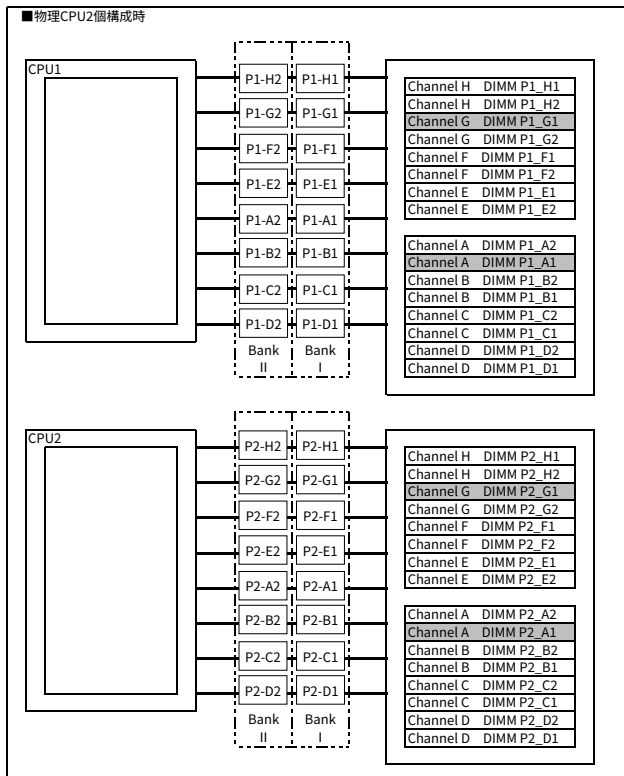 ■物理CPU2個構成時
CPU1
P1-H2 P1-H1
P1-G2 P1-G1
P1-F2 P1-F1
P1-E2 P1-E1
P1-A2 P1-A1
P1-B2 P1-B1
P1-C2 P1-C1
P1-D2 P1-D1
Bank Bank
II I
Channel H DIMM P1_H1
Channel H DIMM P1_H2
Channel G DIMM P1_G1
Channel G DIMM P1_G2
Channel F DIMM P1_F1
Channel F DIMM P1_F2
Channel E DIMM P1_E1
Channel E DIMM P1_E2
Channel A DIMM P1_A2
Channel A DIMM P1_A1
Channel B DIMM P1_B2
Channel B DIMM P1_B1
Channel C DIMM P1_C2
Channel C DIMM P1_C1
Channel D DIMM P1_D2
Channel D DIMM P1_D1
CPU2
P2-H2 P2-H1
P2-G2 P2-G1
P2-F2 P2-F1
P2-E2 P2-E1
P2-A2 P2-A1
P2-B2 P2-B1
P2-C2 P2-C1
P2-D2 P2-D1
Bank Bank
II I
Channel H DIMM P2_H1
Channel H DIMM P2_H2
Channel G DIMM P2_G1
Channel G DIMM P2_G2
Channel F DIMM P2_F1
Channel F DIMM P2_F2
Channel E DIMM P2_E1
Channel E DIMM P2_E2
Channel A DIMM P2_A2
Channel A DIMM P2_A1
Channel B DIMM P2_B2
Channel B DIMM P2_B1
Channel C DIMM P2_C2
Channel C DIMM P2_C1
Channel D DIMM P2_D2
Channel D DIMM P2_D1